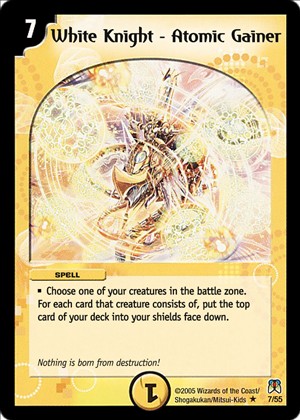 7
White Knight - Atomic Gainer
SPELL
▪ Choose one of your creatures in the battle zone.
For each card that creature consists of, put the top
card of your deck into your shields face down.
Nothing is born from destruction!
1
©2005 Wizards of the Coast/
Shogakukan/Mitsui-Kids ★ 7/55